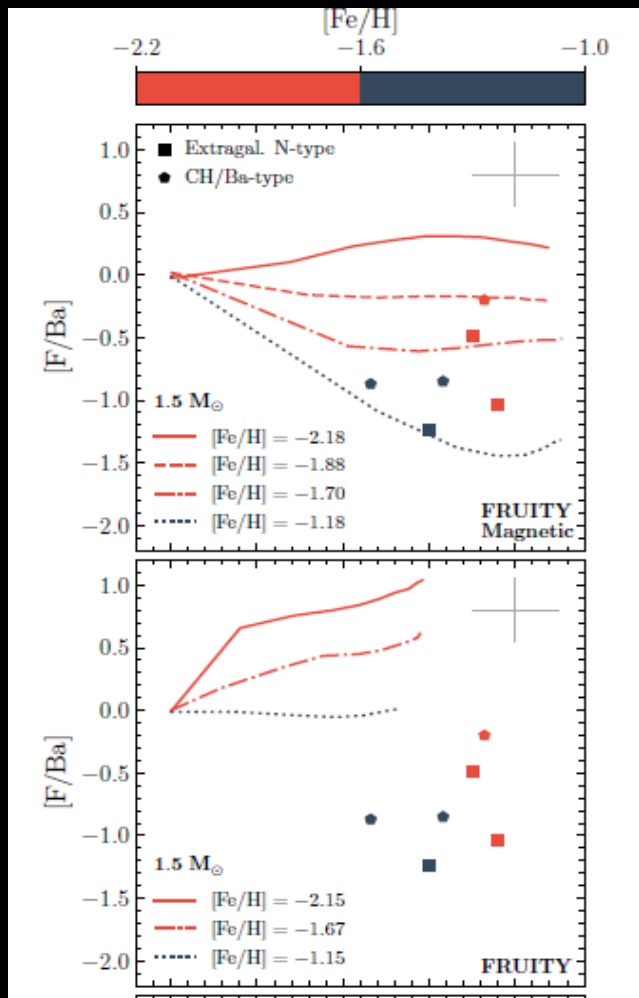 [Fe/H]
−2.2 −1.6 −1.0
1.0
0.5
0.0
−0.5
−1.0
−1.5
−2.0
[F/Ba]
Extragal. N-type
CH/Ba-type
1.5 M⊙
[Fe/H] = −2.18
[Fe/H] = −1.88
[Fe/H] = −1.70
[Fe/H] = −1.18
FRUITY
Magnetic
1.0
0.5
0.0
−0.5
−1.0
−1.5
−2.0
[F/Ba]
1.5 M⊙
[Fe/H] = −2.15
[Fe/H] = −1.67
[Fe/H] = −1.15
FRUITY